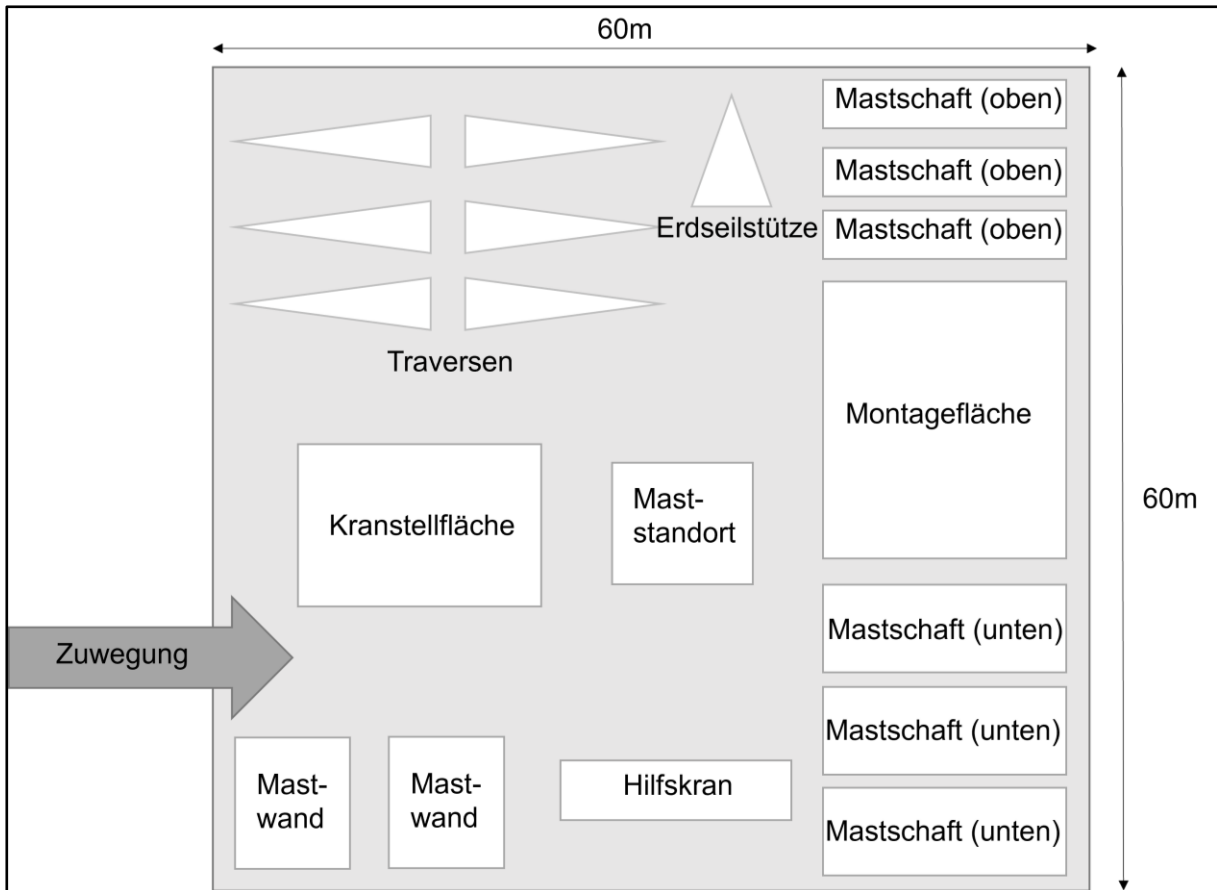 60m
Mastschaft (oben)
Mastschaft (oben)
Erdseilstütze
Mastschaft (oben)
Traversen
Montagefläche
60m
Kranstellfläche
Mast-
standort
Zuwegung
Mastschaft (unten)
Mastschaft (unten)
Mast-
wand
Mast-
wand
Hilfskran
Mastschaft (unten)